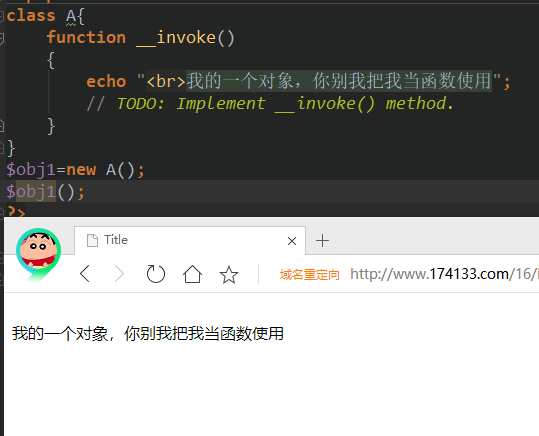 class A{
function __invoke()
{
echo "<br>我的一个对象，你别我把我当函数使用";
// TODO: Implement __invoke() method.
}
}
$obj1=new A();
$obj1();
?>
Title
域名重定向 http://www.174133.com/16/i
我的一个对象，你别我把我当函数使用